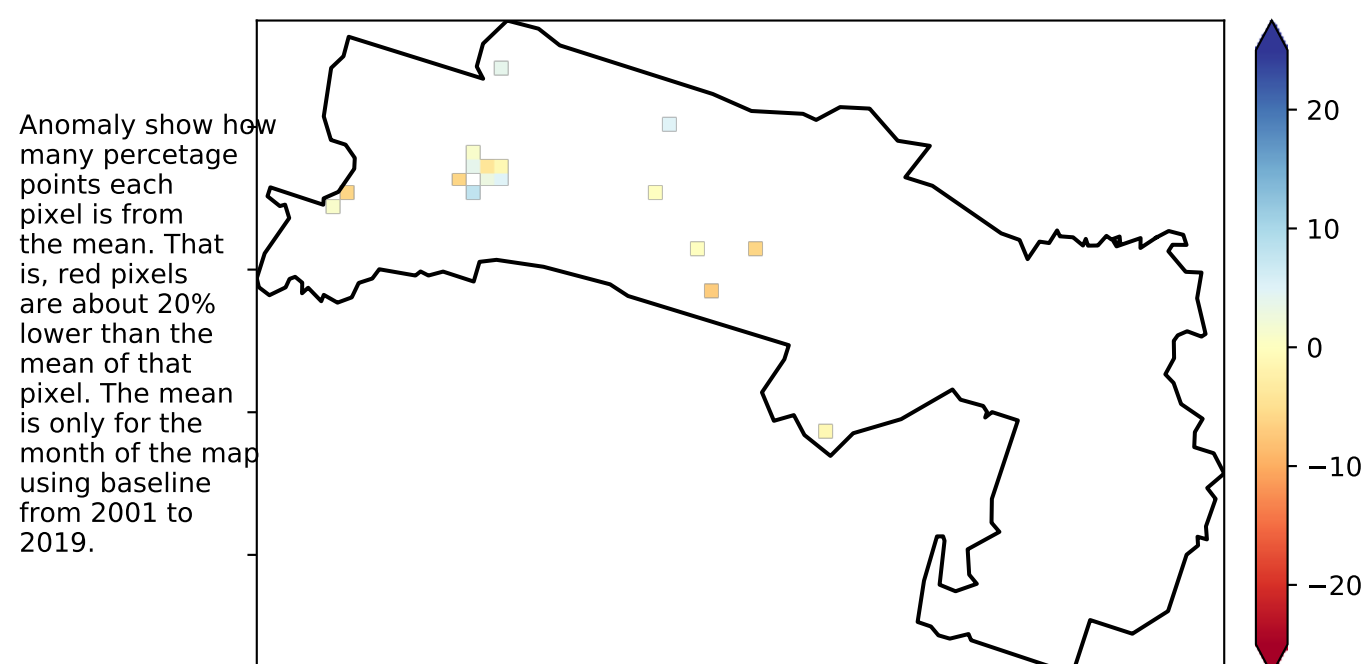 Anomaly show how
many percetage
points each
pixel is from
the mean. That
is, red pixels
are about 20%
lower than the
mean of that
pixel. The mean
is only for the
month of the map
using baseline
from 2001 to
2019.
20
10
0
−10
−20